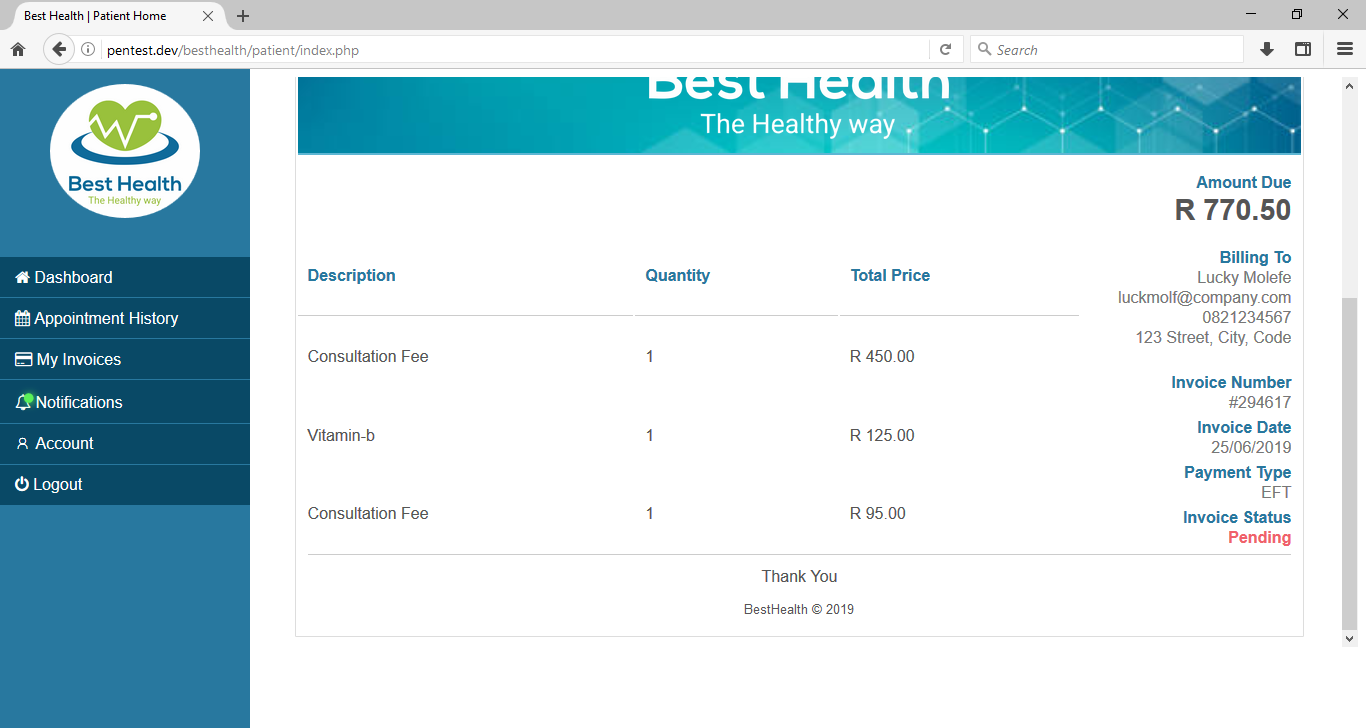 Best Health | Patient Home
pentest.dev/besthealth/patient/index.php
Search
Best Health
The Healthy way
Dashboard
Appointment History
My Invoices
Notifications
Account
Logout
Best Health
The Healthy way
Amount Due
R 770.50
Billing To
Lucky Molefe
luckmolf@company.com
0821234567
123 Street, City, Code
Invoice Number
#294617
Invoice Date
25/06/2019
Payment Type
EFT
Invoice Status
Pending
Description Quantity Total Price
Consultation Fee 1 R 450.00
Vitamin-b 1 R 125.00
Consultation Fee 1 R 95.00
Thank You
BestHealth © 2019